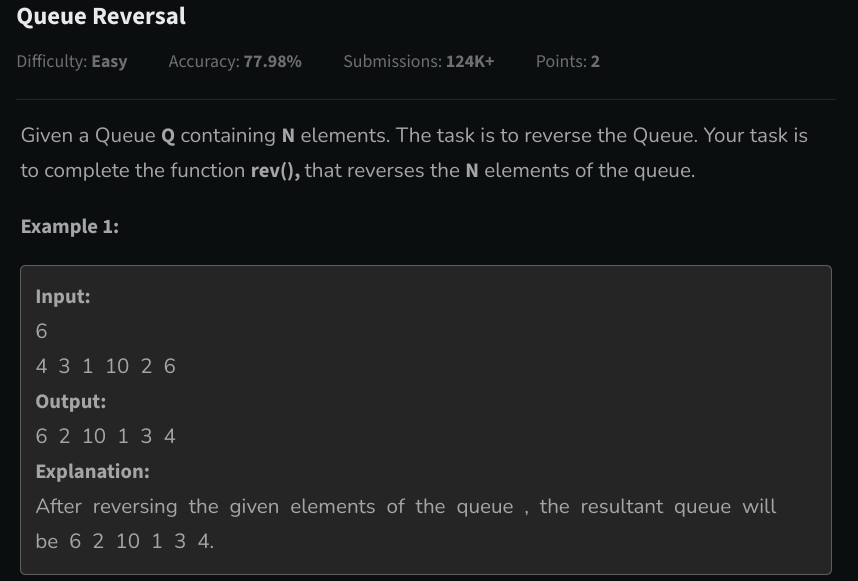 Queue Reversal
Difficulty: Easy Accuracy: 77.98% Submissions: 124K+ Points: 2
Given a Queue Q containing N elements. The task is to reverse the Queue. Your task is
to complete the function rev(), that reverses the N elements of the queue.
Example 1:
Input:
6
4 3 1 10 2 6
Output:
6 2 10 1 3 4
Explanation:
After reversing the given elements of the queue , the resultant queue will
be 6 2 10 1 3 4.